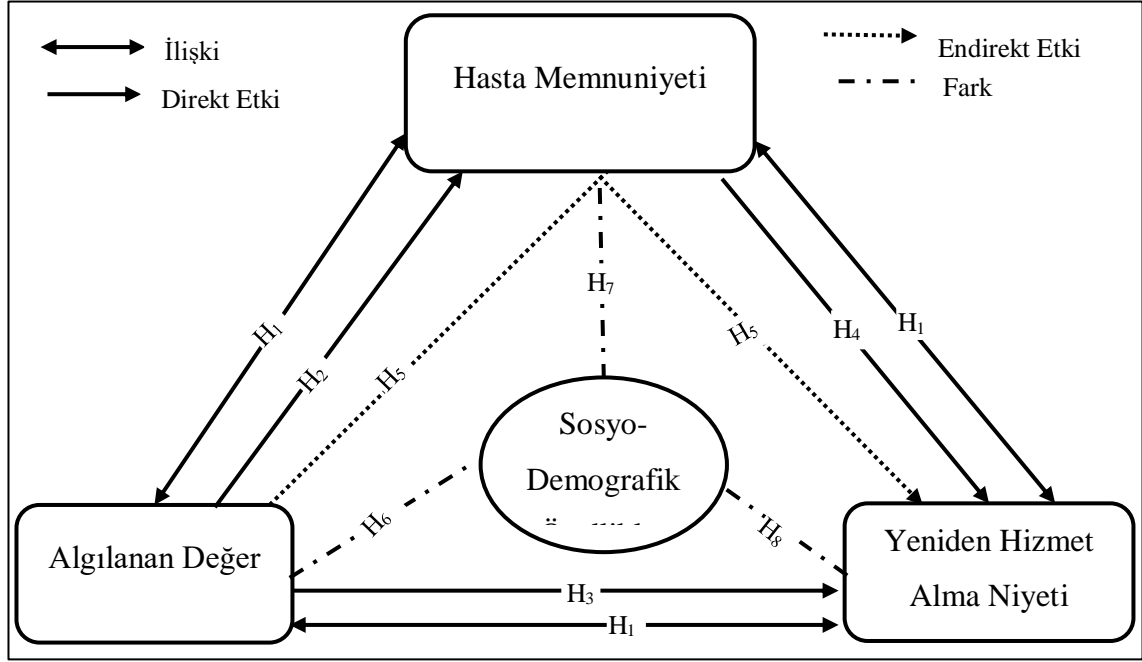 İlişki
Direkt Etki
Hasta Memnuniyeti
Endirekt Etki
Fark
H1
H2
H5
H7
H5
H4
H1
Sosyo-
Demografik
H6
H8
Algılanan Değer
Yeniden Hizmet
Alma Niyeti
H3
H1